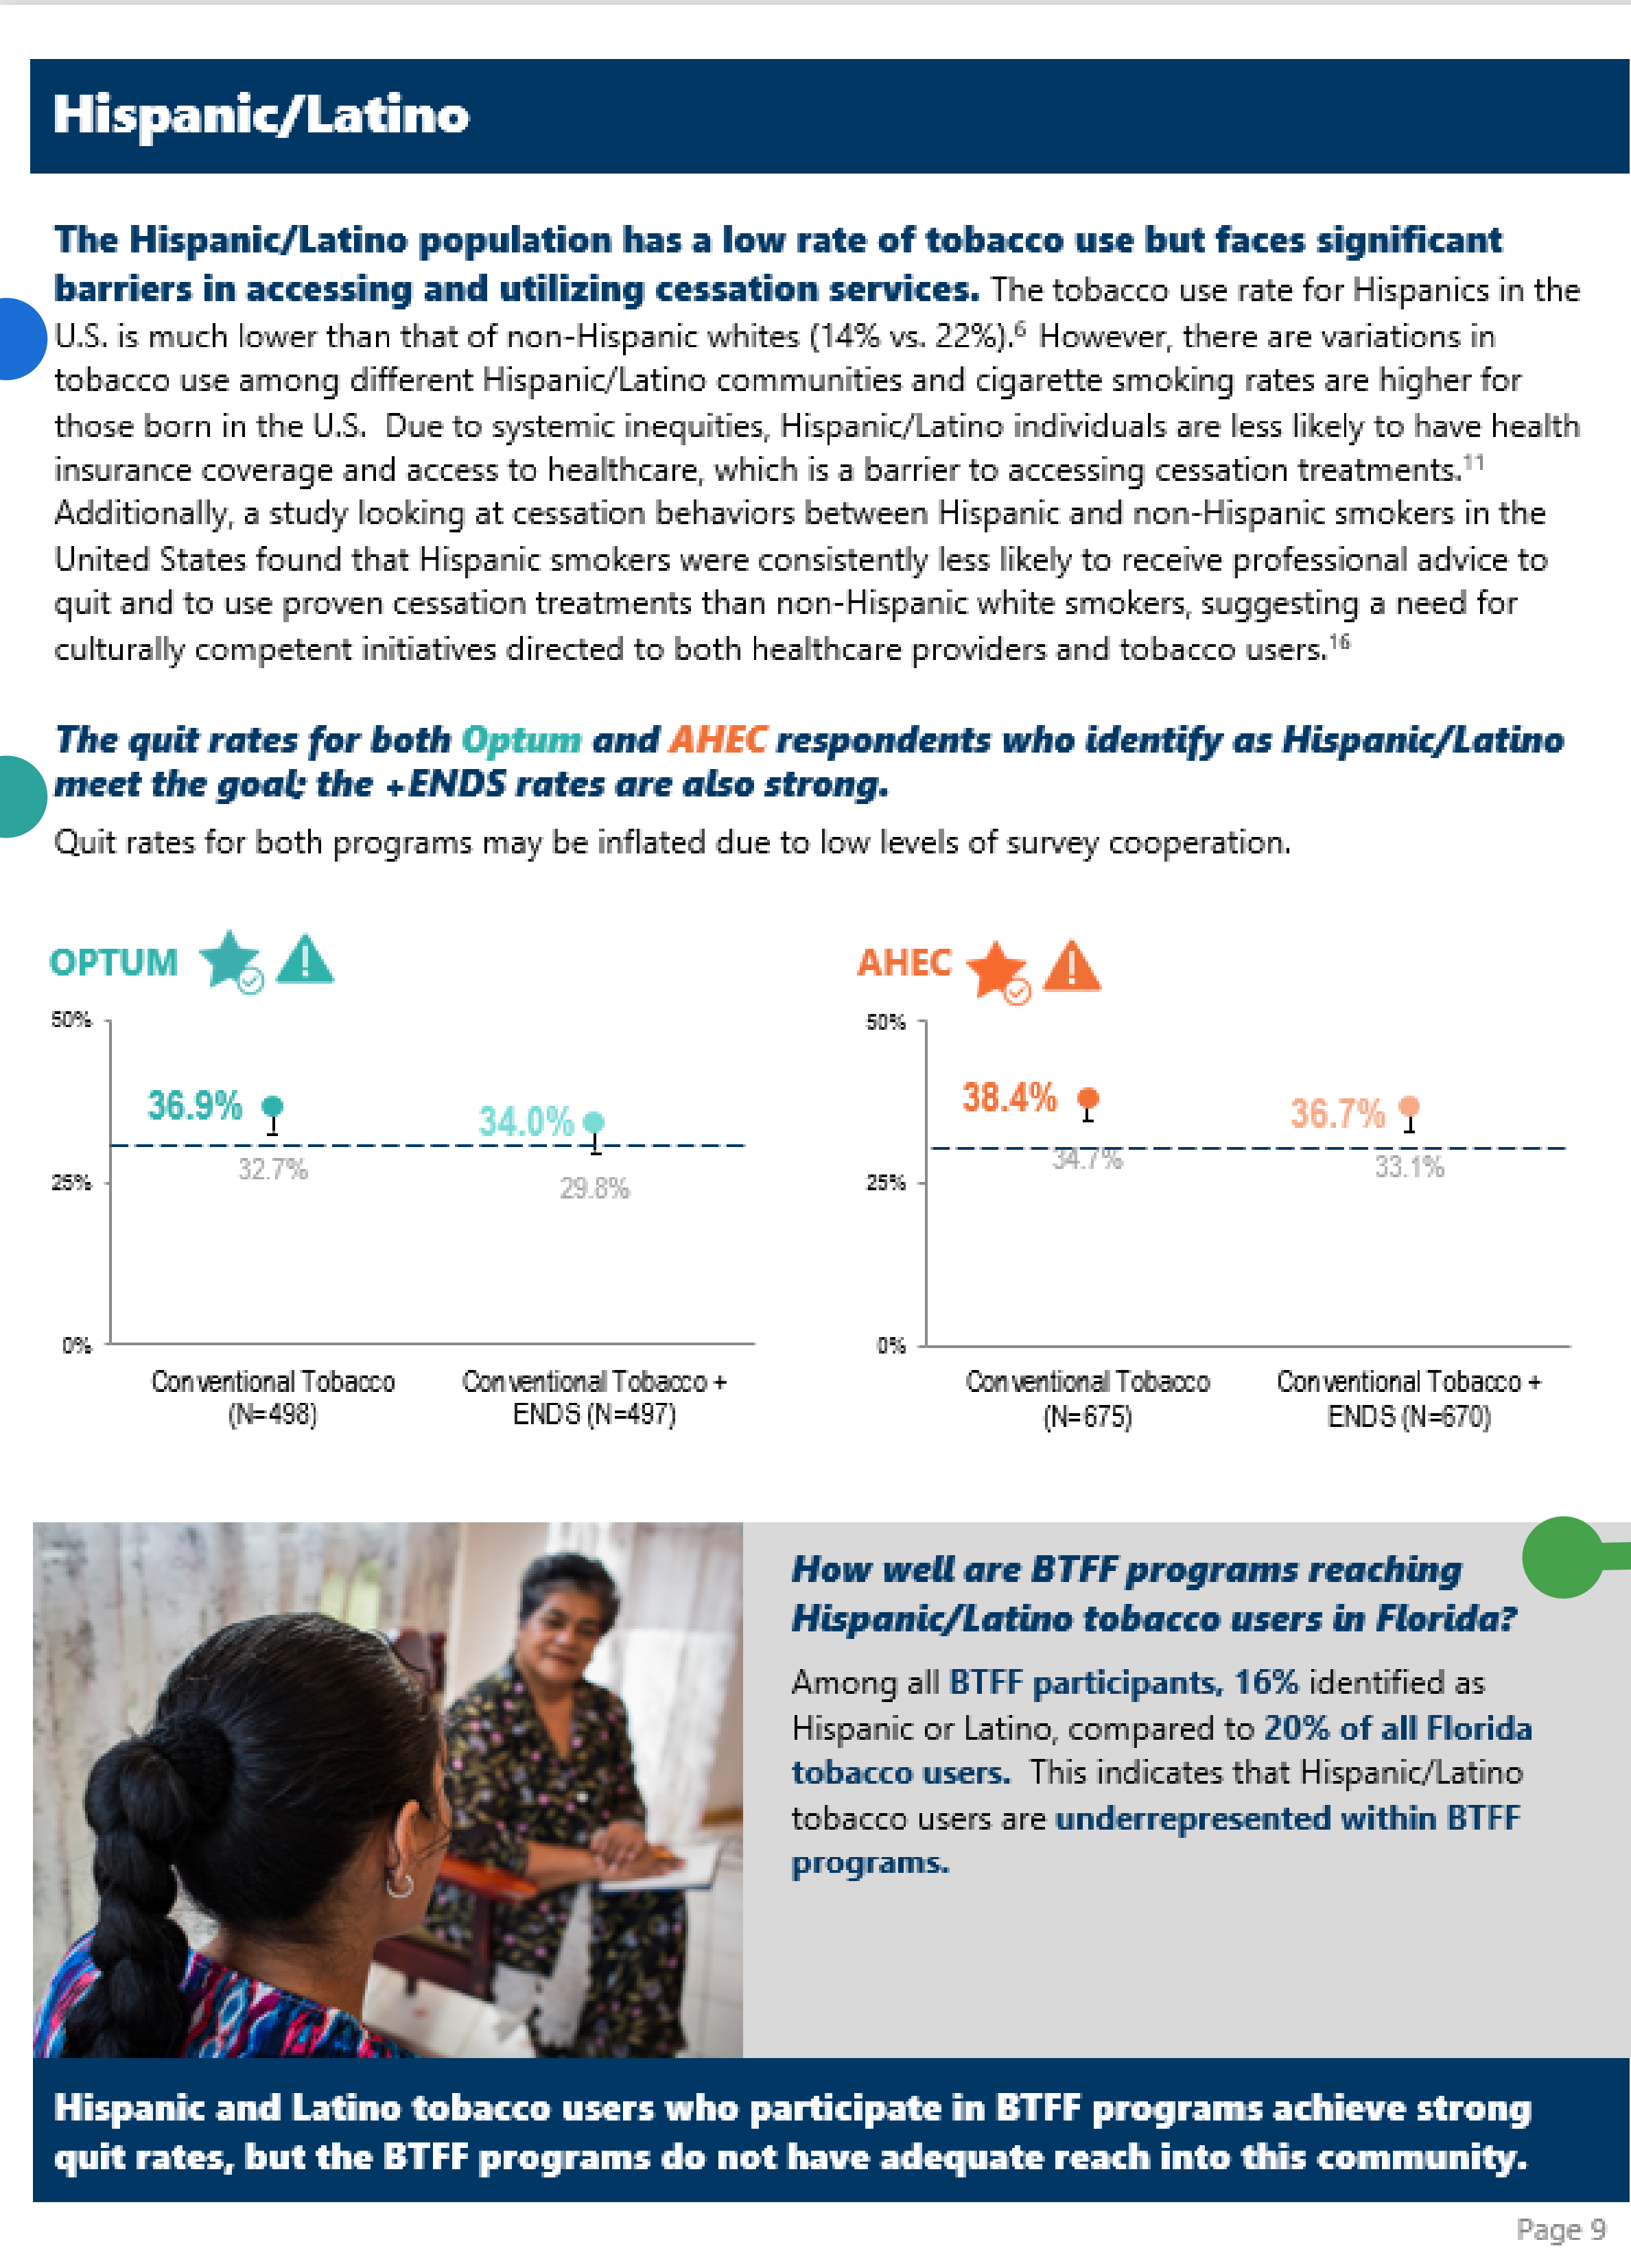 Hispanic/Latino
The Hispanic/Latino population has a low rate of tobacco use but faces significant
barriers in accessing and utilizing cessation services. The tobacco use rate for Hispanics in the
U.S. is much lower than that of non-Hispanic whites (14% vs. 22%).⁶ However, there are variations in
tobacco use among different Hispanic/Latino communities and cigarette smoking rates are higher for
those born in the U.S.  Due to systemic inequities, Hispanic/Latino individuals are less likely to have health
insurance coverage and access to healthcare, which is a barrier to accessing cessation treatments.¹¹
Additionally, a study looking at cessation behaviors between Hispanic and non-Hispanic smokers in the
United States found that Hispanic smokers were consistently less likely to receive professional advice to
quit and to use proven cessation treatments than non-Hispanic white smokers, suggesting a need for
culturally competent initiatives directed to both healthcare providers and tobacco users.¹⁶
The quit rates for both Optum and AHEC respondents who identify as Hispanic/Latino
meet the goal; the +ENDS rates are also strong.
Quit rates for both programs may be inflated due to low levels of survey cooperation.
OPTUM
50%
36.9%
34.0%
32.7%
25%
29.8%
0%
Conventional Tobacco
(N=498)
Conventional Tobacco +
ENDS (N=497)
AHEC
50%
38.4%
36.7%
34.7%
33.1%
25%
0%
Conventional Tobacco
(N=675)
Conventional Tobacco +
ENDS (N=670)
How well are BTFF programs reaching
Hispanic/Latino tobacco users in Florida?
Among all BTFF participants, 16% identified as
Hispanic or Latino, compared to 20% of all Florida
tobacco users.  This indicates that Hispanic/Latino
tobacco users are underrepresented within BTFF
programs.
Hispanic and Latino tobacco users who participate in BTFF programs achieve strong
quit rates, but the BTFF programs do not have adequate reach into this community.
Page 9